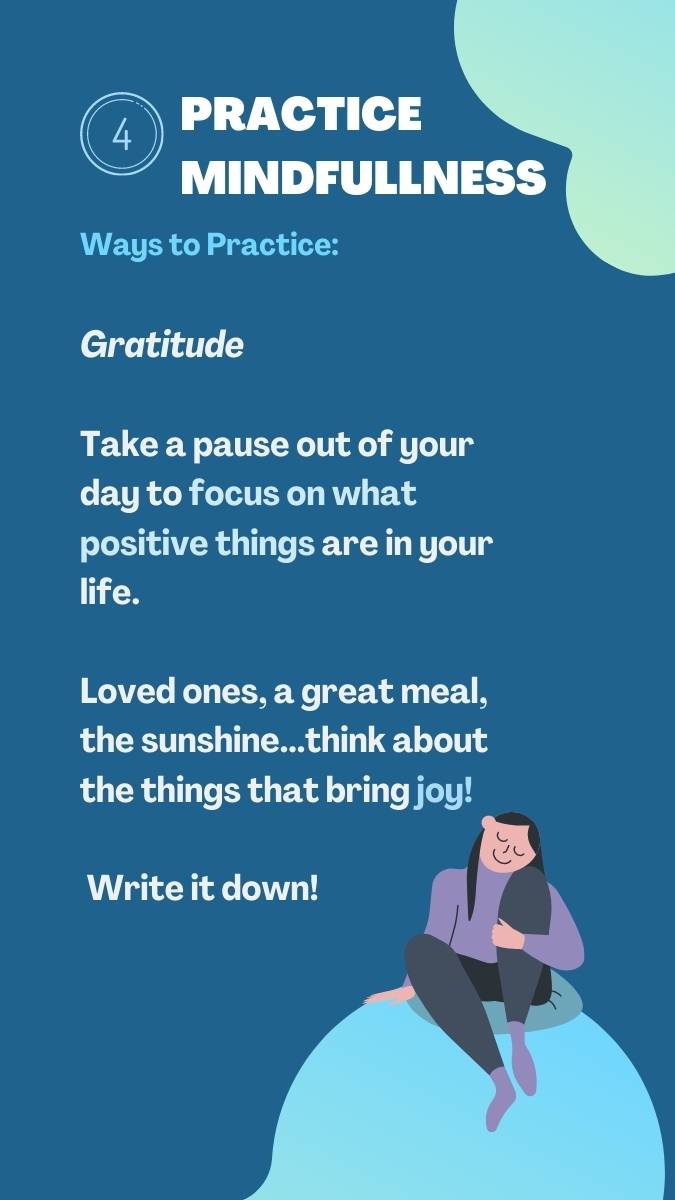 4
PRACTICE
MINDFULLNESS
Ways to Practice:
Gratitude
Take a pause out of your
day to focus on what
positive things are in your
life.
Loved ones, a great meal,
the sunshine...think about
the things that bring joy!
Write it down!